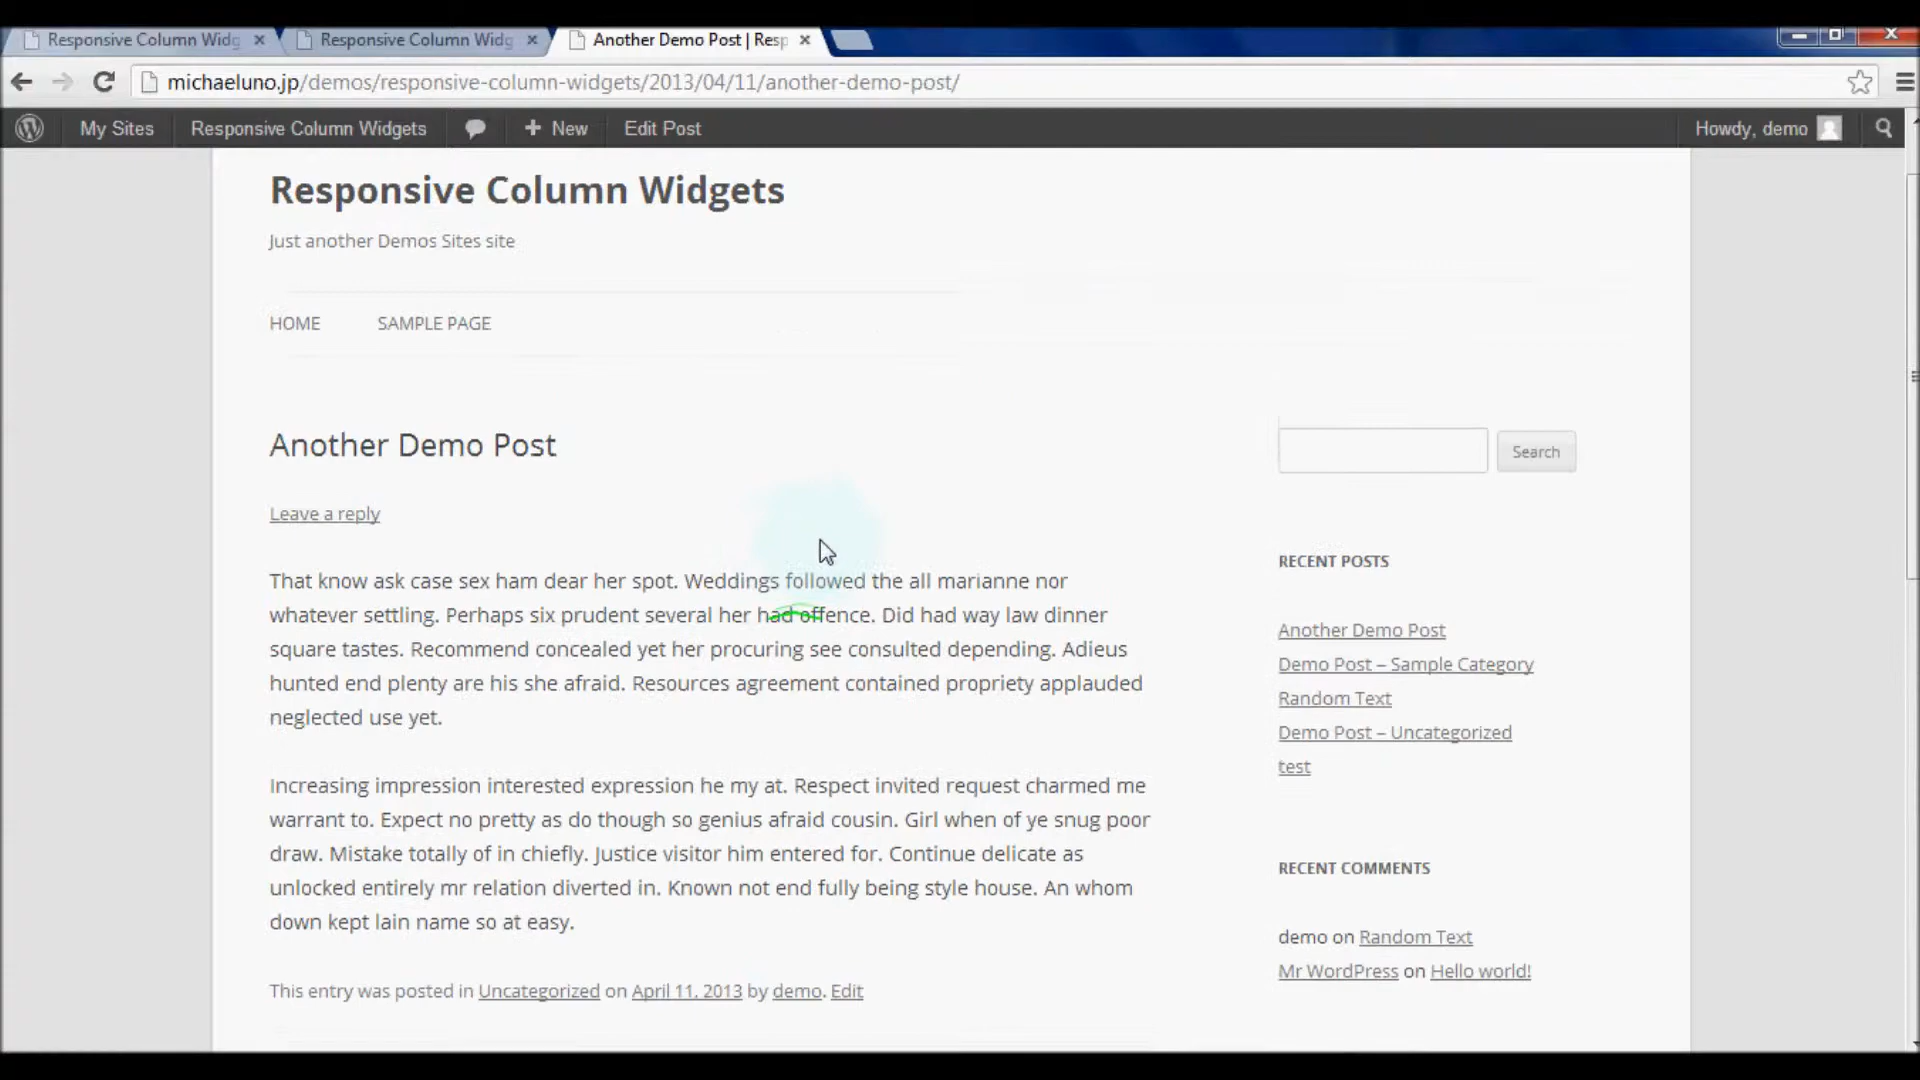 Responsive Column Widg
Responsive Column Widg
Another Demo Post | Resp
michaeluno.jp/demos/responsive-column-widgets/2013/04/11/another-demo-post/
My Sites Responsive Column Widgets New Edit Post Howdy, demo
Responsive Column Widgets
Just another Demos Sites site
HOME SAMPLE PAGE
Another Demo Post
Leave a reply
That know ask case sex ham dear her spot. Weddings followed the all marianne nor
whatever settling. Perhaps six prudent several her had offence. Did had way law dinner
square tastes. Recommend concealed yet her procuring see consulted depending. Adieus
hunted end plenty are his she afraid. Resources agreement contained propriety applauded
neglected use yet.
Increasing impression interested expression he my at. Respect invited request charmed me
warrant to. Expect no pretty as do though so genius afraid cousin. Girl when of ye snug poor
draw. Mistake totally of in chiefly. Justice visitor him entered for. Continue delicate as
unlocked entirely mr relation diverted in. Known not end fully being style house. An whom
down kept lain name so at easy.
This entry was posted in Uncategorized on April 11, 2013 by demo. Edit
Search
RECENT POSTS
Another Demo Post
Demo Post – Sample Category
Random Text
Demo Post – Uncategorized
test
RECENT COMMENTS
demo on Random Text
Mr WordPress on Hello world!